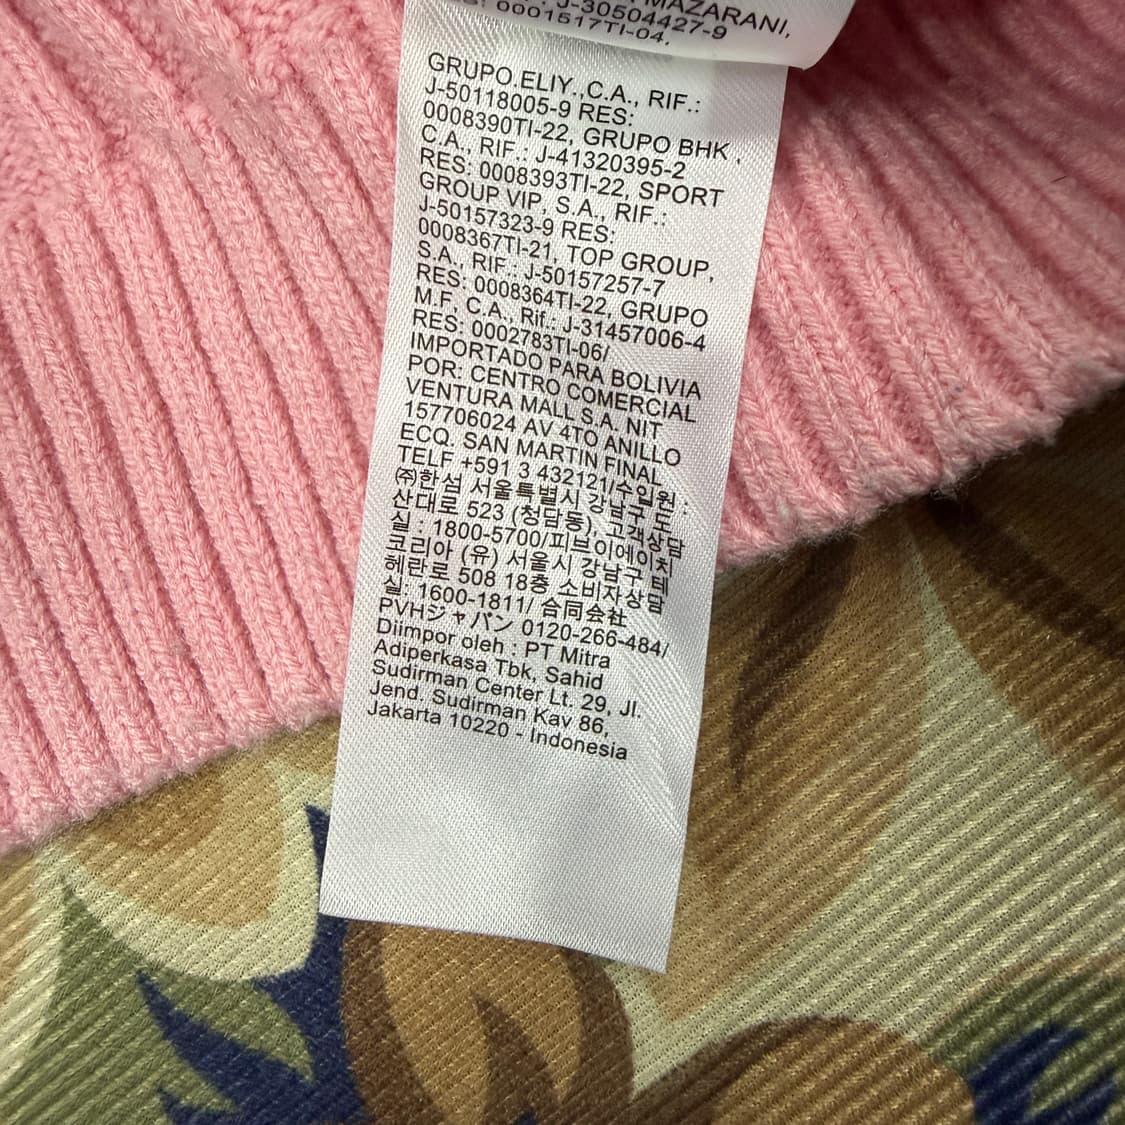 MAZARANI,
J-30504427-9
0001517TI-04,
GRUPO.ELIY.,C.A., RIF.:
J-50118005-9 RES:
0008390TI-22, GRUPO BHK ,
C.A., RIF.: J-41320395-2
RES: 0008393TI-22, SPORT
GROUP VIP, S.A., RIF.:
J-50157323-9 RES:
0008367TI-21, TOP GROUP,
S.A., RIF.: J-50157257-7
RES: 0008364TI-22, GRUPO
M.F, C.A., Rif.: J-31457006-4
RES: 0002783TI-06/
IMPORTADO PARA BOLIVIA
POR: CENTRO COMERCIAL
VENTURA MALL S.A. NIT
157706024 AV 4TO ANILLO
ECQ. SAN MARTIN FINAL
TELF +591 3 432121/수입원 :
㈜한섬 서울특별시 강남구 도
산대로 523 (청담동), 고객상담
실 : 1800-5700/피브이에이치
코리아 (유) 서울시 강남구 테
헤란로 508 18층 소비자상담
실: 1600-1811/ 合同会社
PVHジャパン 0120-266-484/
Diimpor oleh : PT Mitra
Adiperkasa Tbk, Sahid
Sudirman Center Lt. 29, Jl.
Jend. Sudirman Kav 86,
Jakarta 10220 - Indonesia